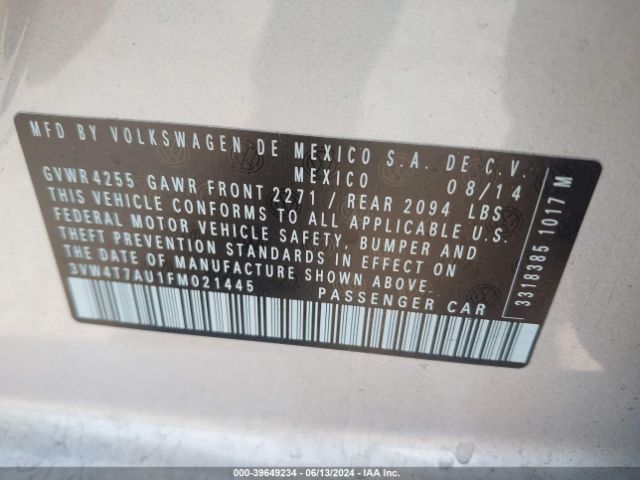 MFD BY VOLKSWAGEN DE MEXICO S.A. DE C.V.
MEXICO 08/14
GVWR 4255 GAWR FRONT 2271 / REAR 2094 LBS
THIS VEHICLE CONFORMS TO ALL APPLICABLE U.S.
FEDERAL MOTOR VEHICLE SAFETY, BUMPER AND
THEFT PREVENTION STANDARDS IN EFFECT ON
THE DATE OF MANUFACTURE SHOWN ABOVE.
3VW4T7AU1FM021445 PASSENGER CAR
3318385 1017 M
000-39649234 - 06/13/2024 - IAA Inc.